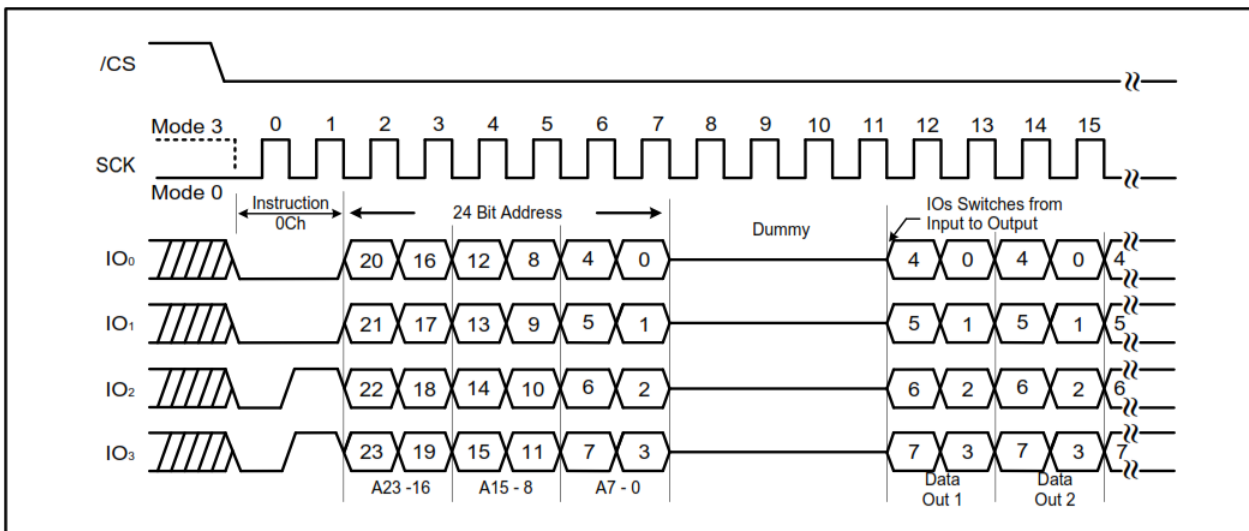 /CS
Mode 3 0 1 2 3 4 5 6 7 8 9 10 11 12 13 14 15
SCK
Mode 0
Instruction
0Ch
24 Bit Address
Dummy
IOs Switches from
Input to Output
IO₀ 20 16 12 8 4 0 4 0 4 0 4
IO₁ 21 17 13 9 5 1 5 1 5 1 5
IO₂ 22 18 14 10 6 2 6 2 6 2 6
IO₃ 23 19 15 11 7 3 7 3 7 3 7
A23 -16 A15 - 8 A7 - 0
Data
Out 1
Data
Out 2